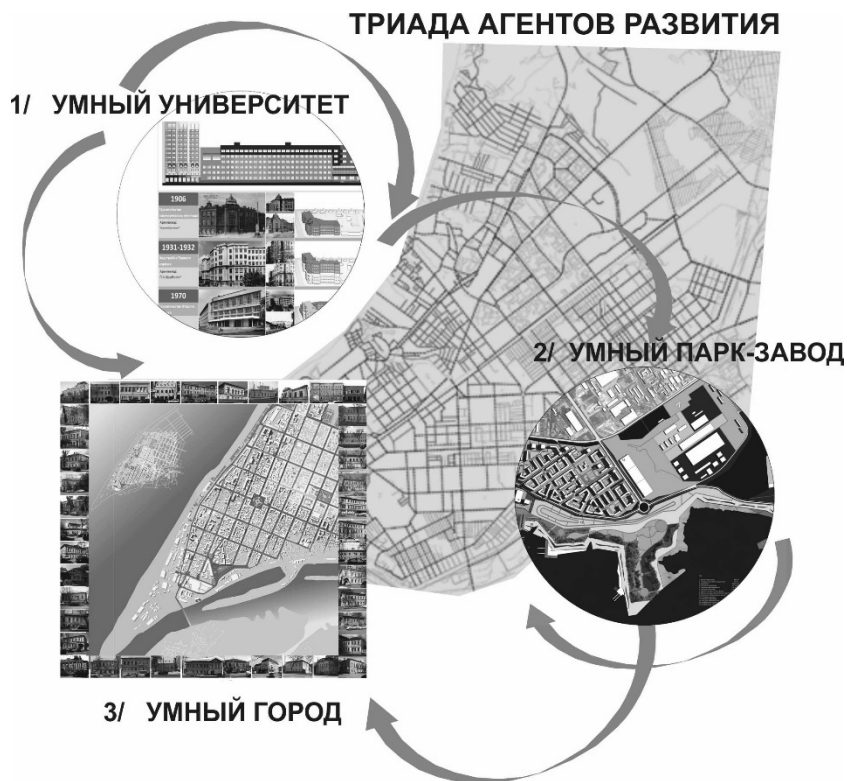 ТРИАДА АГЕНТОВ РАЗВИТИЯ
1/ УМНЫЙ УНИВЕРСИТЕТ
1906
1931-1932
1970
2/ УМНЫЙ ПАРК-ЗАВОД
3/ УМНЫЙ ГОРОД